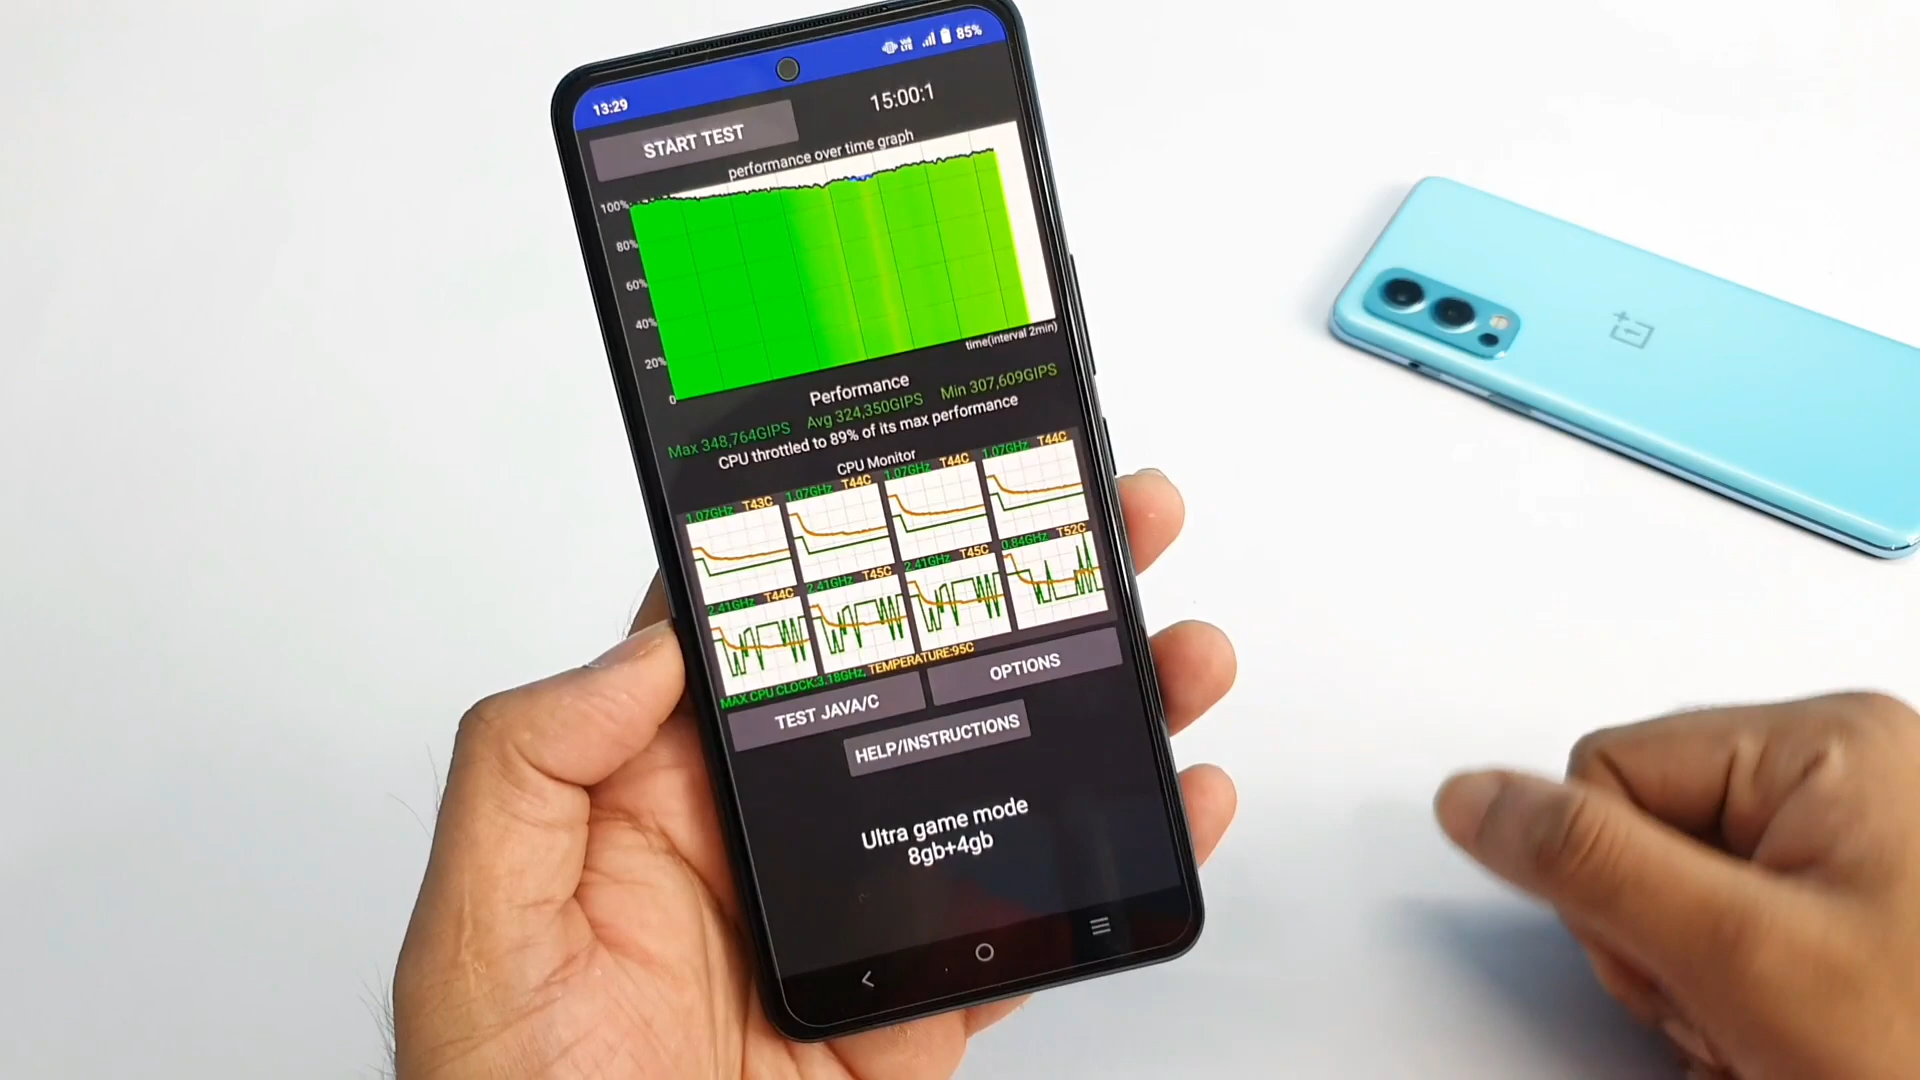 13:29
VoB LTE 85%
START TEST
15:00:1
performance over time graph
100%
80%
60%
40%
20%
0
time(interval 2min)
Performance
Max 348,764GIPS Avg 324,350GIPS Min 307,609GIPS
CPU throttled to 89% of its max performance
CPU Monitor
1.07GHz T43C 1.07GHz T44C 1.07GHz T44C 1.07GHz T44C
2.41GHz T44C 2.41GHz T45C 2.41GHz T45C 0.84GHz T52C
MAX CPU CLOCK:3.18GHz, TEMPERATURE:95C
TEST JAVA/C
OPTIONS
HELP/INSTRUCTIONS
Ultra game mode
8gb+4gb